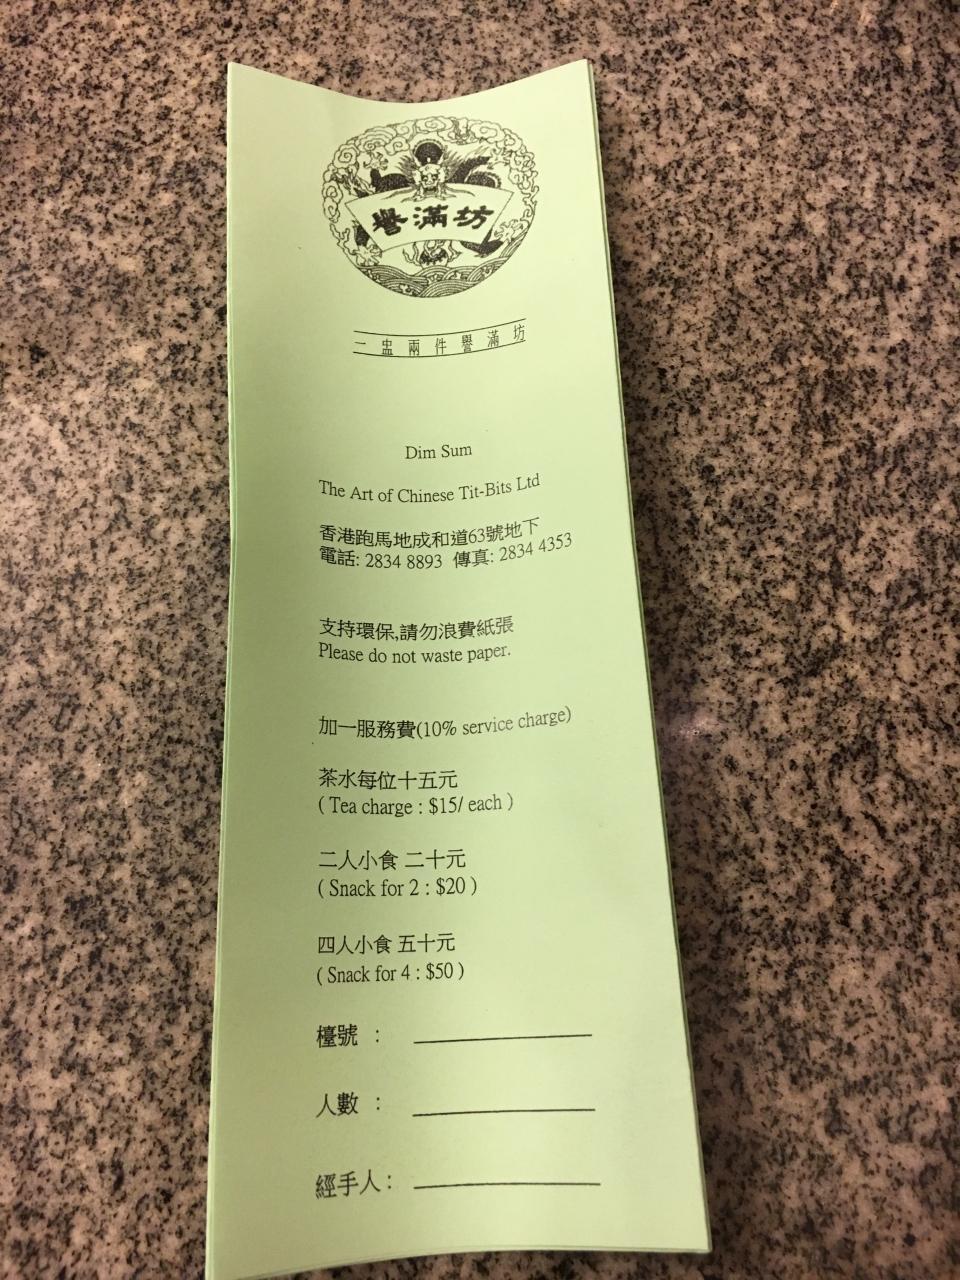 譽滿坊
一盅兩件譽滿坊
Dim Sum
The Art of Chinese Tit-Bits Ltd
香港跑馬地成和道63號地下
電話: 2834 8893 傳真: 2834 4353
支持環保,請勿浪費紙張
Please do not waste paper.
加一服務費(10% service charge)
茶水每位十五元
( Tea charge : $15/ each )
二人小食 二十元
( Snack for 2 : $20 )
四人小食 五十元
( Snack for 4 : $50 )
檯號 :
人數 :
經手人 :